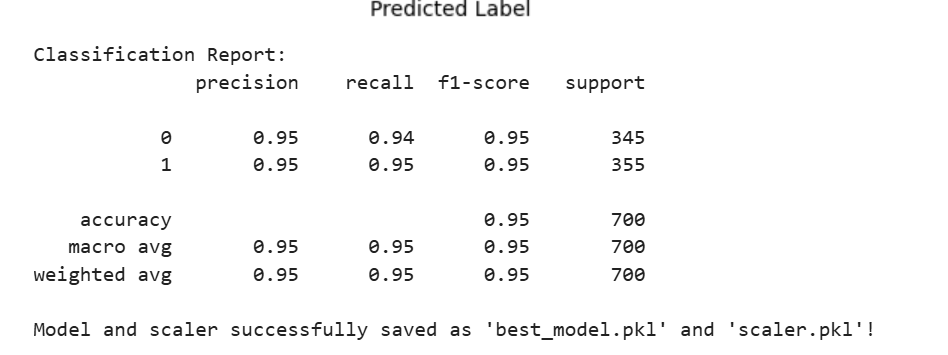 Predicted Label
Classification Report:
precision recall f1-score support
0 0.95 0.94 0.95 345
1 0.95 0.95 0.95 355
accuracy 0.95 700
macro avg 0.95 0.95 0.95 700
weighted avg 0.95 0.95 0.95 700
Model and scaler successfully saved as 'best_model.pkl' and 'scaler.pkl'!